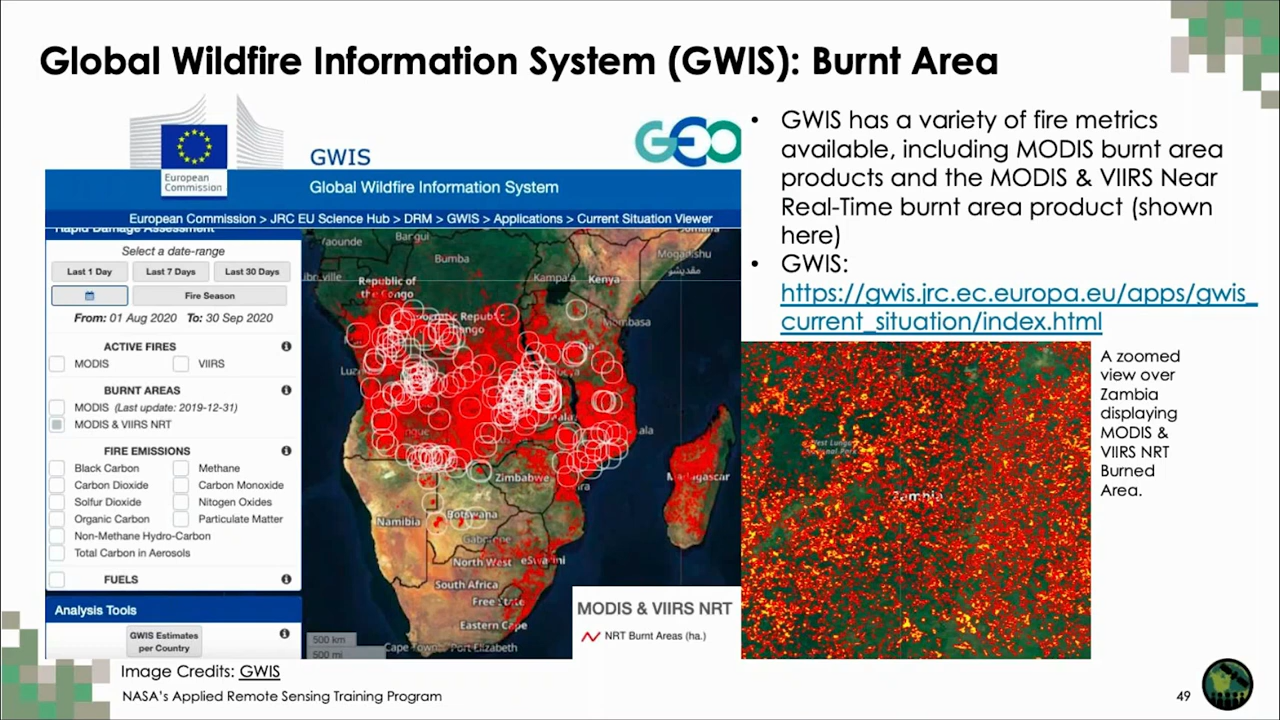 Global Wildfire Information System (GWIS): Burnt Area
European
Commission
GWIS
GEO
Global Wildfire Information System
European Commission > JRC EU Science Hub > DRM > GWIS > Applications > Current Situation Viewer
Rapid Damage Assessment
Select a date-range
Last 1 Day
Last 7 Days
Last 30 Days
Fire Season
From: 01 Aug 2020 To: 30 Sep 2020
ACTIVE FIRES
MODIS
VIIRS
BURNT AREAS
MODIS (Last update: 2019-12-31)
MODIS & VIIRS NRT
FIRE EMISSIONS
Black Carbon
Methane
Carbon Dioxide
Carbon Monoxide
Solfur Dioxide
Nitogen Oxides
Organic Carbon
Particulate Matter
Non-Methane Hydro-Carbon
Total Carbon in Aerosols
FUELS
Analysis Tools
GWIS Estimates
per Country
Bangui
Bumba
Mogadishu
مقديشو
Kampa'a
Kenya
Republic of
the Congo
Zimbabwe
Namibia
Botswana
Gaborone
North West
eSwatini
South Africa
Free State
Eastern Cape
Cape Town
Port Elizabeth
500 km
500 mi
MODIS & VIIRS NRT
NRT Burnt Areas (ha.)
• GWIS has a variety of fire metrics
available, including MODIS burnt area
products and the MODIS & VIIRS Near
Real-Time burnt area product (shown
here)
• GWIS:
https://gwis.jrc.ec.europa.eu/apps/gwis_
current_situation/index.html
Zambia
A zoomed
view over
Zambia
displaying
MODIS &
VIIRS NRT
Burned
Area.
Image Credits: GWIS
NASA's Applied Remote Sensing Training Program
49